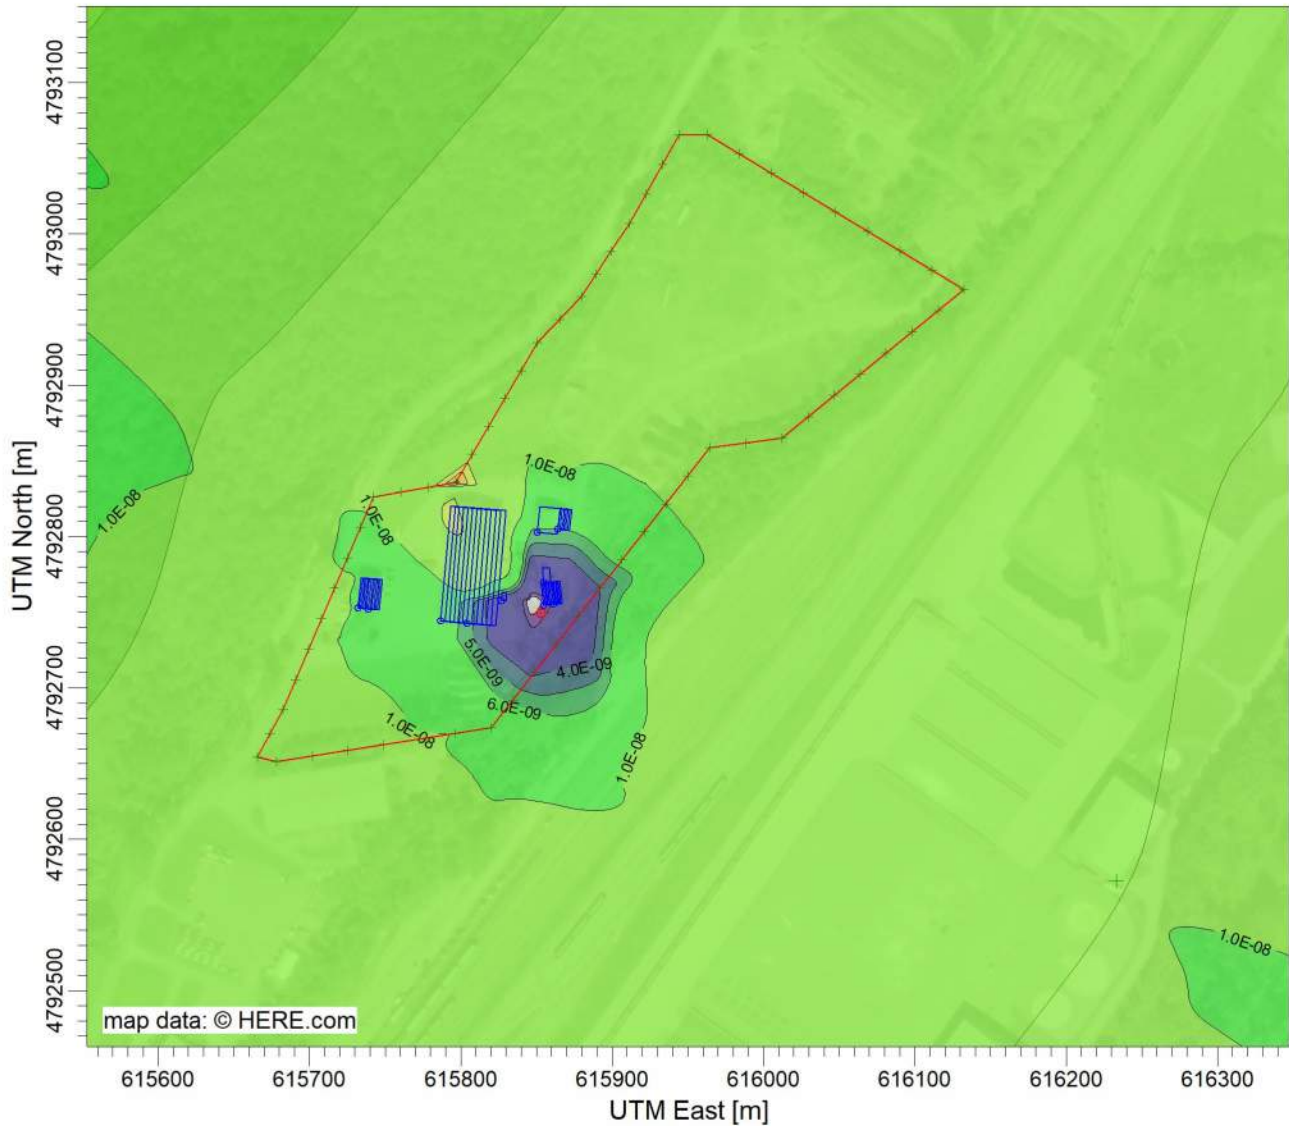 4793100
4793000
4792900
4792800
4792700
4792600
4792500
UTM North [m]
1.0E-08
1.0E-08
1.0E-08
5.0E-09
4.0E-09
6.0E-09
1.0E-08
1.0E-08
1.0E-08
map data: © HERE.com
615600 615700 615800 615900 616000 616100 616200 616300
UTM East [m]